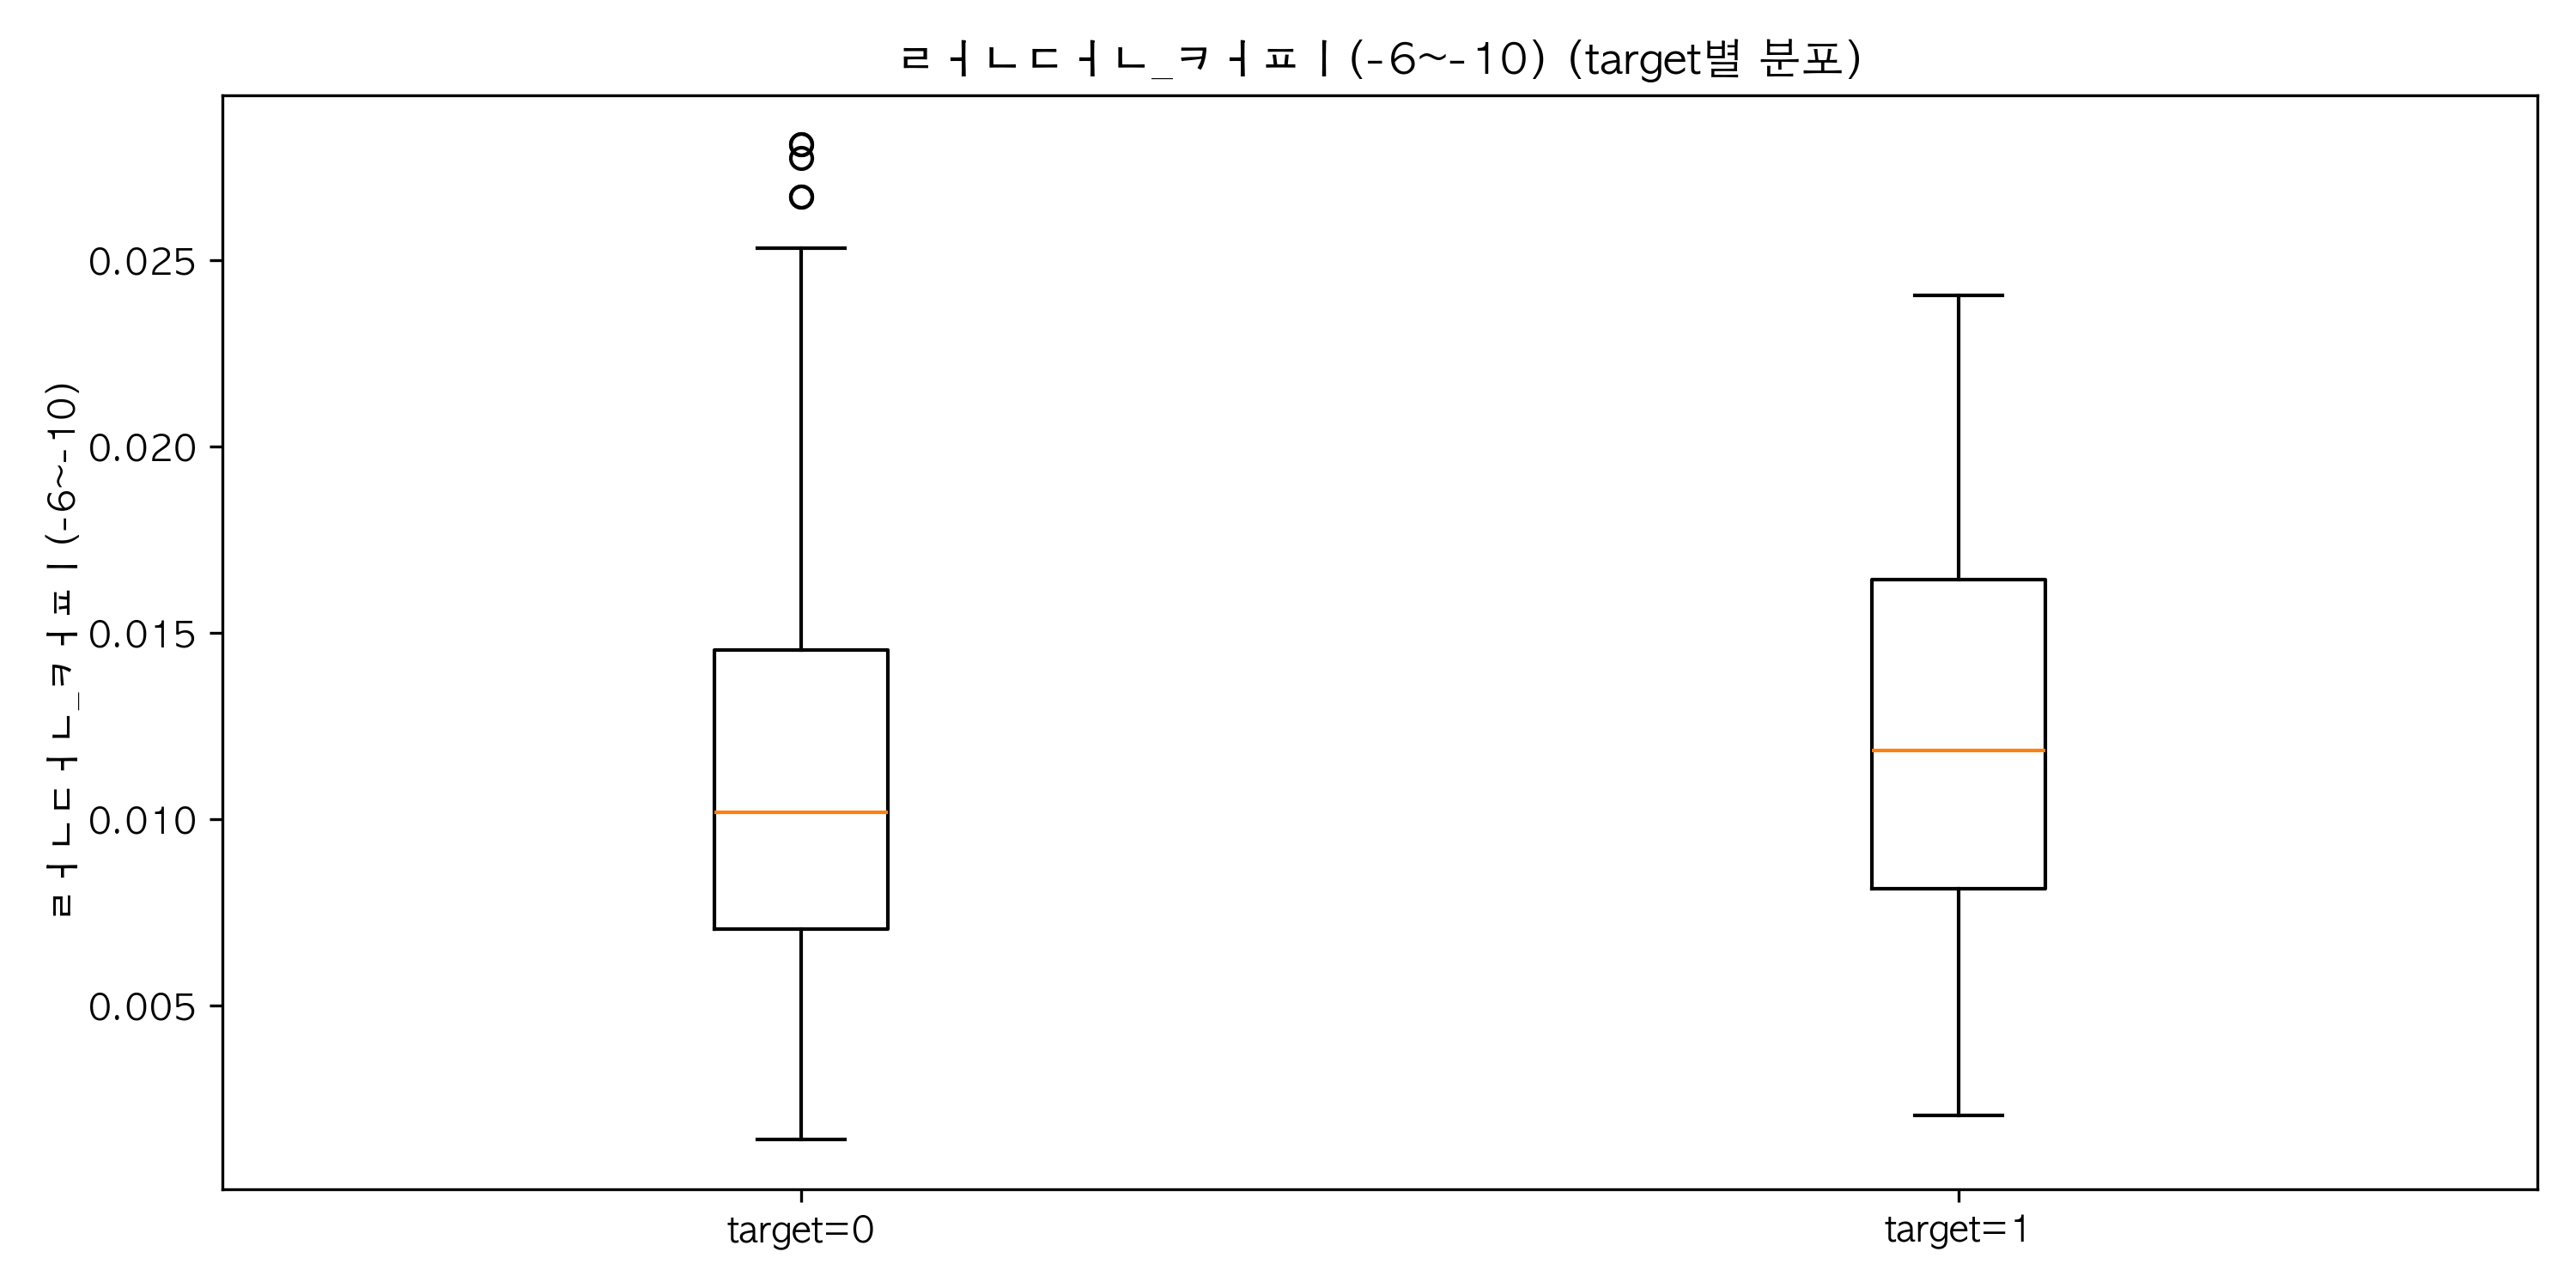 ㄹㅓㄴㄷㅓㄴ_ㅋㅓㅍㅣ(-6~-10) (target별 분포)
ㄹㅓㄴㄷㅓㄴ_ㅋㅓㅍㅣ(-6~-10)
0.025
0.020
0.015
0.010
0.005
target=0
target=1